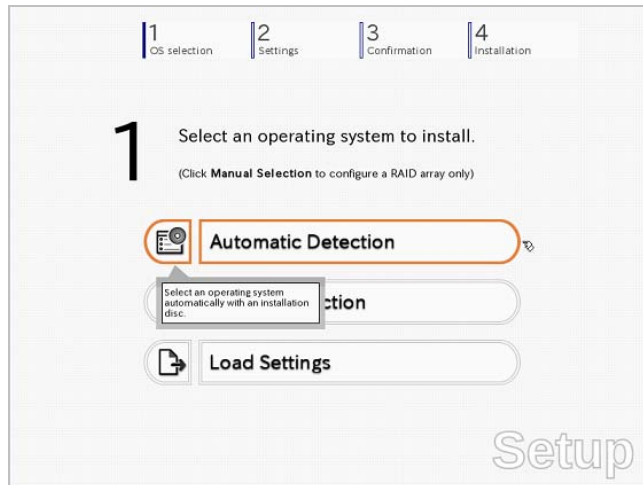 1
OS selection
2
Settings
3
Confirmation
4
Installation
1
Select an operating system to install.
(Click Manual Selection to configure a RAID array only)
Automatic Detection
Select an operating system
automatically with an installation
disc.
Load Settings
Setup